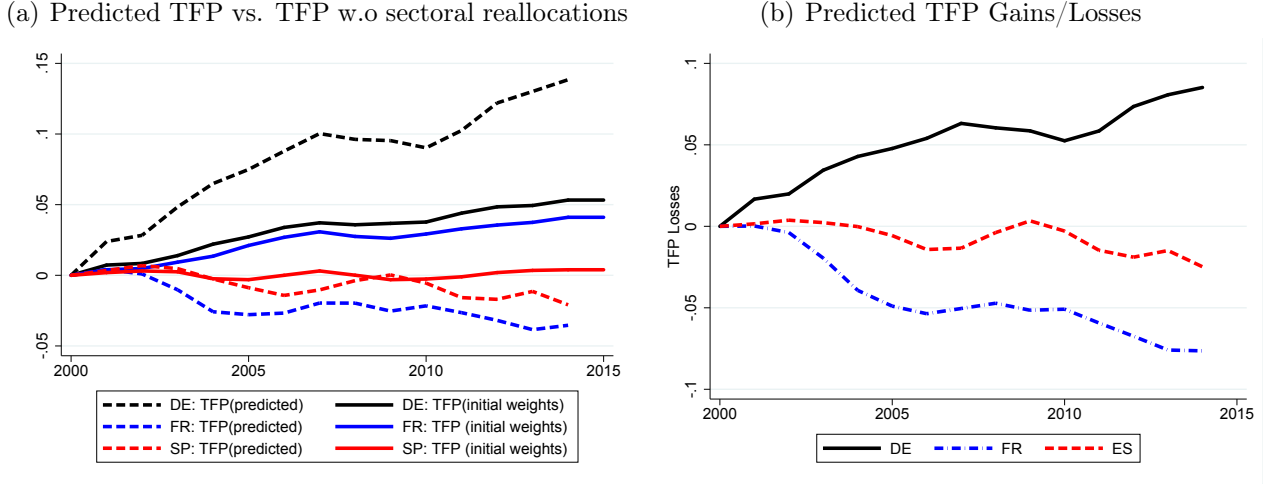 (a) Predicted TFP vs. TFP w.o sectoral reallocations
.15
.1
.05
0
-.05
2000 2005 2010 2015
DE: TFP(predicted) DE: TFP(initial weights)
FR: TFP(predicted) FR: TFP (initial weights)
SP: TFP(predicted) SP: TFP (initial weights)
(b) Predicted TFP Gains/Losses
TFP Losses
.1
.05
0
-.05
-.1
2000 2005 2010 2015
DE FR ES